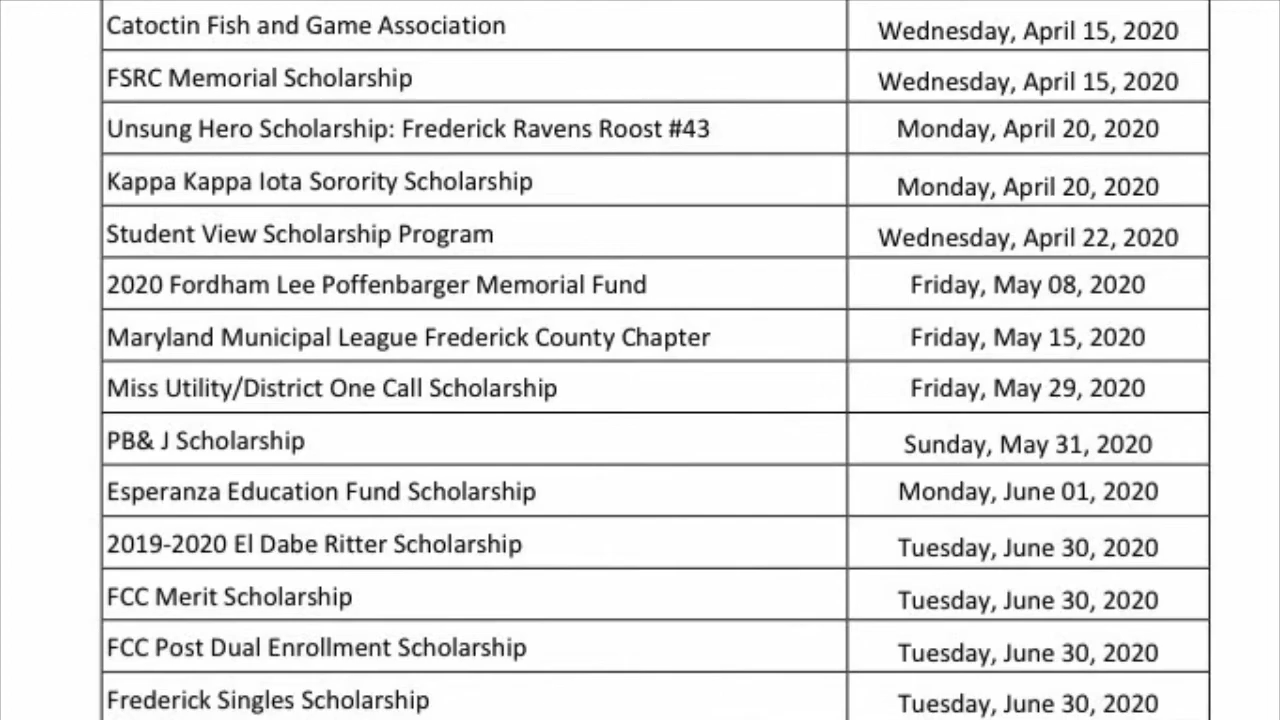 Catoctin Fish and Game Association Wednesday, April 15, 2020
FSRC Memorial Scholarship Wednesday, April 15, 2020
Unsung Hero Scholarship: Frederick Ravens Roost #43 Monday, April 20, 2020
Kappa Kappa Iota Sorority Scholarship Monday, April 20, 2020
Student View Scholarship Program Wednesday, April 22, 2020
2020 Fordham Lee Poffenbarger Memorial Fund Friday, May 08, 2020
Maryland Municipal League Frederick County Chapter Friday, May 15, 2020
Miss Utility/District One Call Scholarship Friday, May 29, 2020
PB& J Scholarship Sunday, May 31, 2020
Esperanza Education Fund Scholarship Monday, June 01, 2020
2019-2020 El Dabe Ritter Scholarship Tuesday, June 30, 2020
FCC Merit Scholarship Tuesday, June 30, 2020
FCC Post Dual Enrollment Scholarship Tuesday, June 30, 2020
Frederick Singles Scholarship Tuesday, June 30, 2020